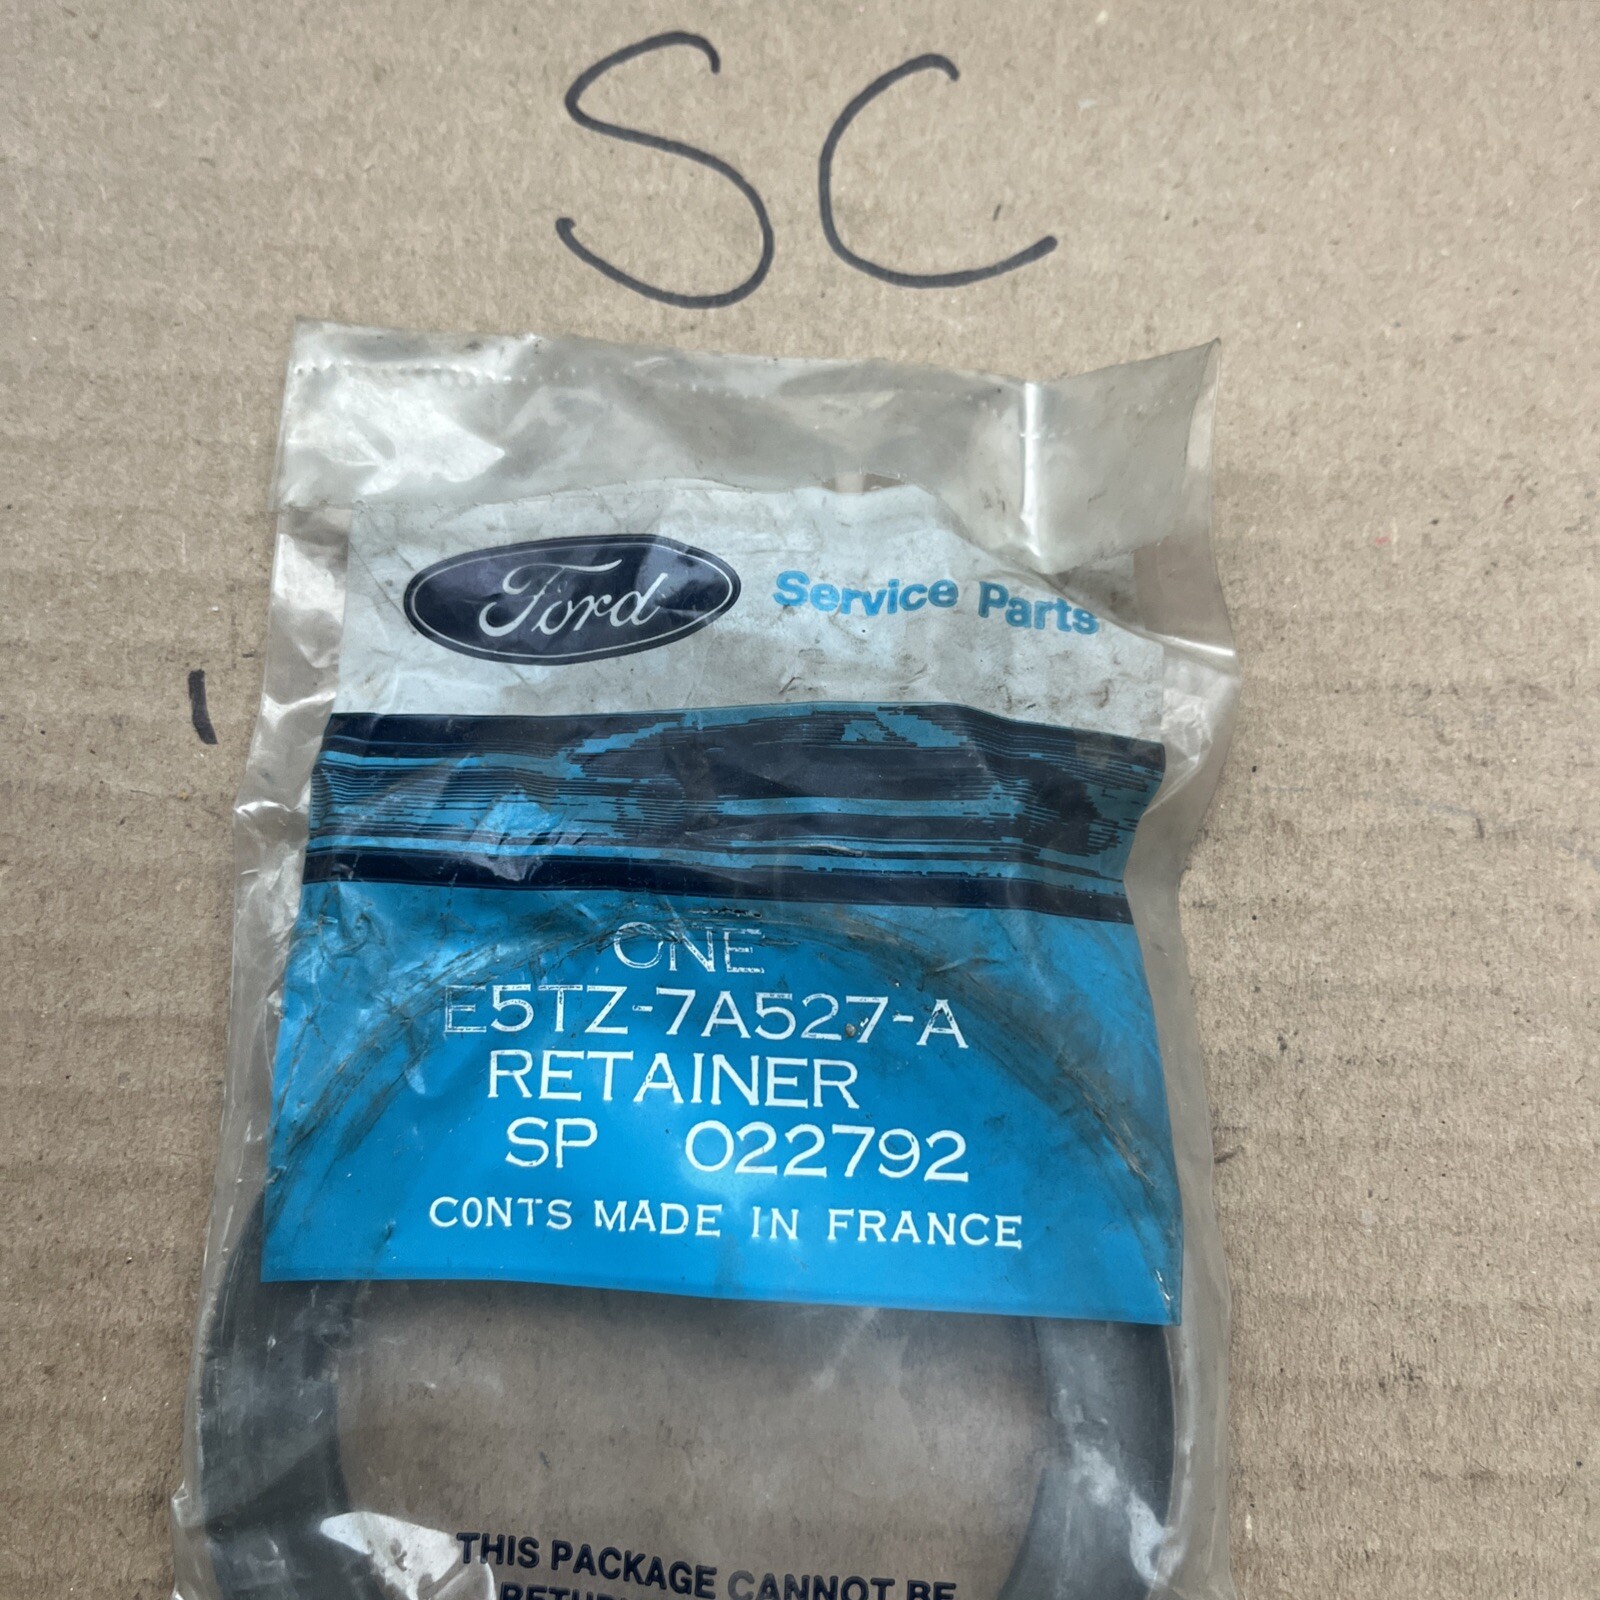 SC
Ford Service Parts
ONE
E5TZ-7A527-A
RETAINER
SP 022792
CONTS MADE IN FRANCE
THIS PACKAGE CANNOT BE